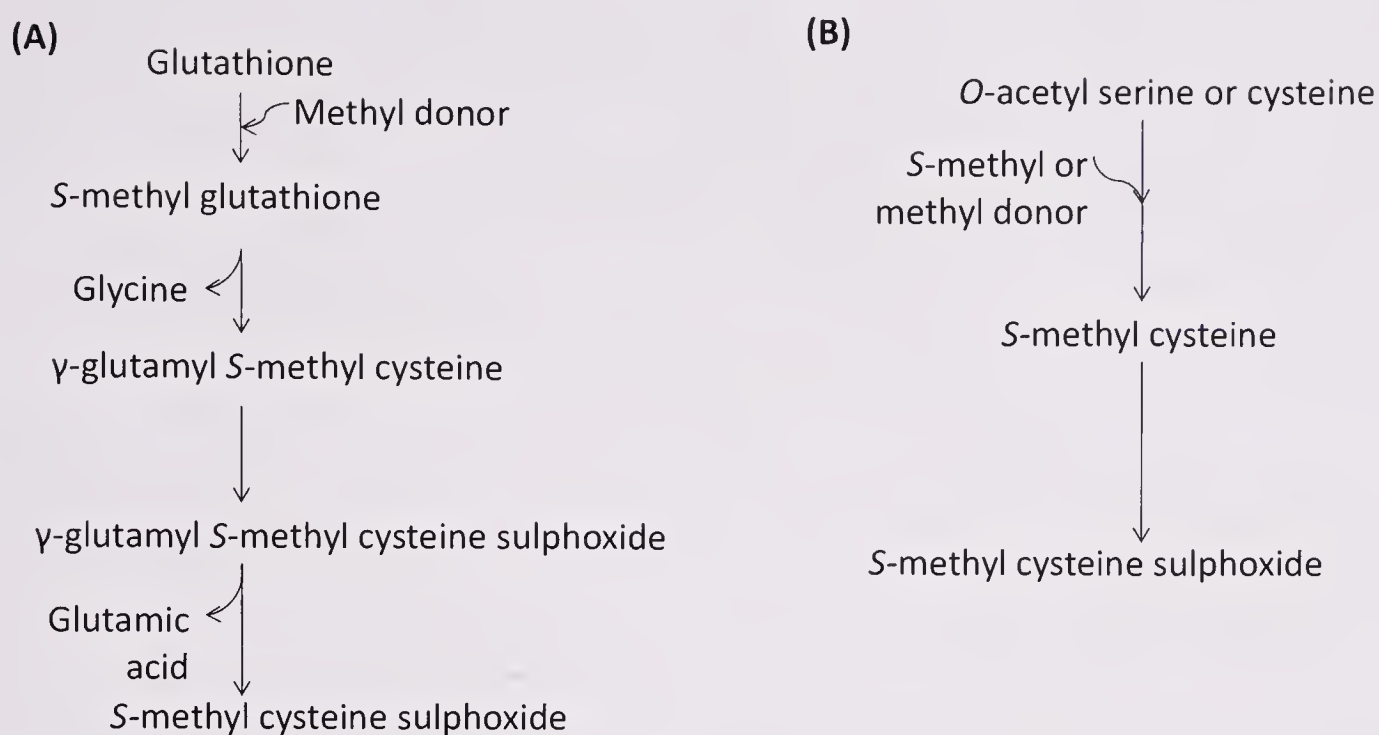 (A)
Glutathione
Methyl donor
S-methyl glutathione
Glycine
γ-glutamyl S-methyl cysteine
γ-glutamyl S-methyl cysteine sulphoxide
Glutamic
acid
S-methyl cysteine sulphoxide
(B)
O-acetyl serine or cysteine
S-methyl or
methyl donor
S-methyl cysteine
S-methyl cysteine sulphoxide